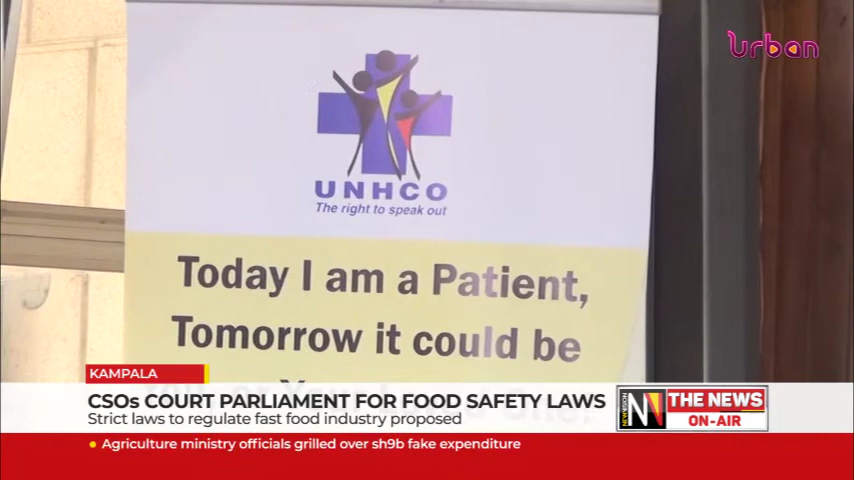 Urban
UNHCO
The right to speak out
Today I am a Patient,
Tomorrow it could be
KAMPALA
CSOs COURT PARLIAMENT FOR FOOD SAFETY LAWS
Strict laws to regulate fast food industry proposed
NEW VISION
N
THE NEWS
ON-AIR
Agriculture ministry officials grilled over sh9b fake expenditure